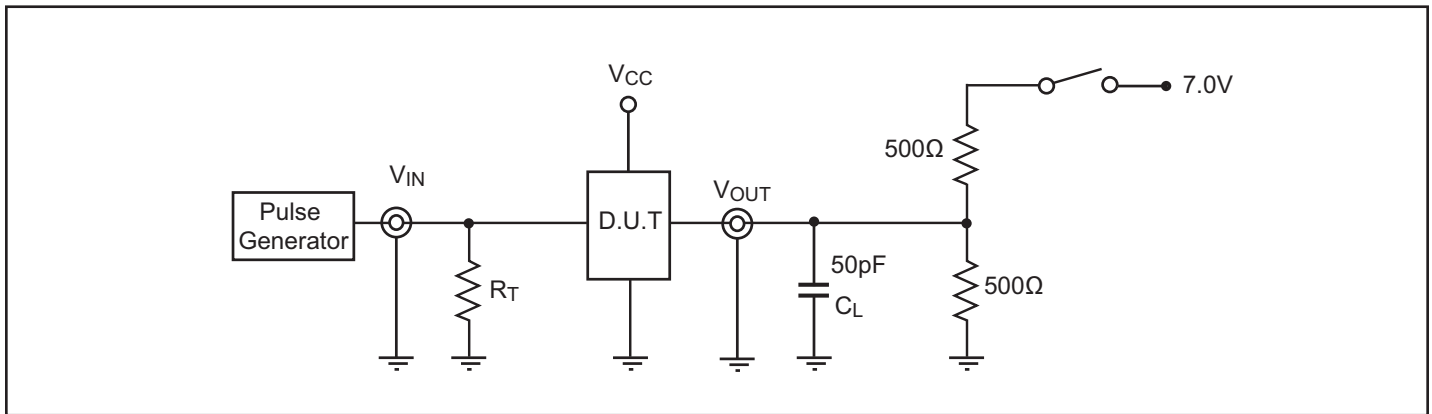 VCC
7.0V
500Ω
VIN
VOUT
Pulse
Generator
D.U.T
RT
50pF
CL
500Ω